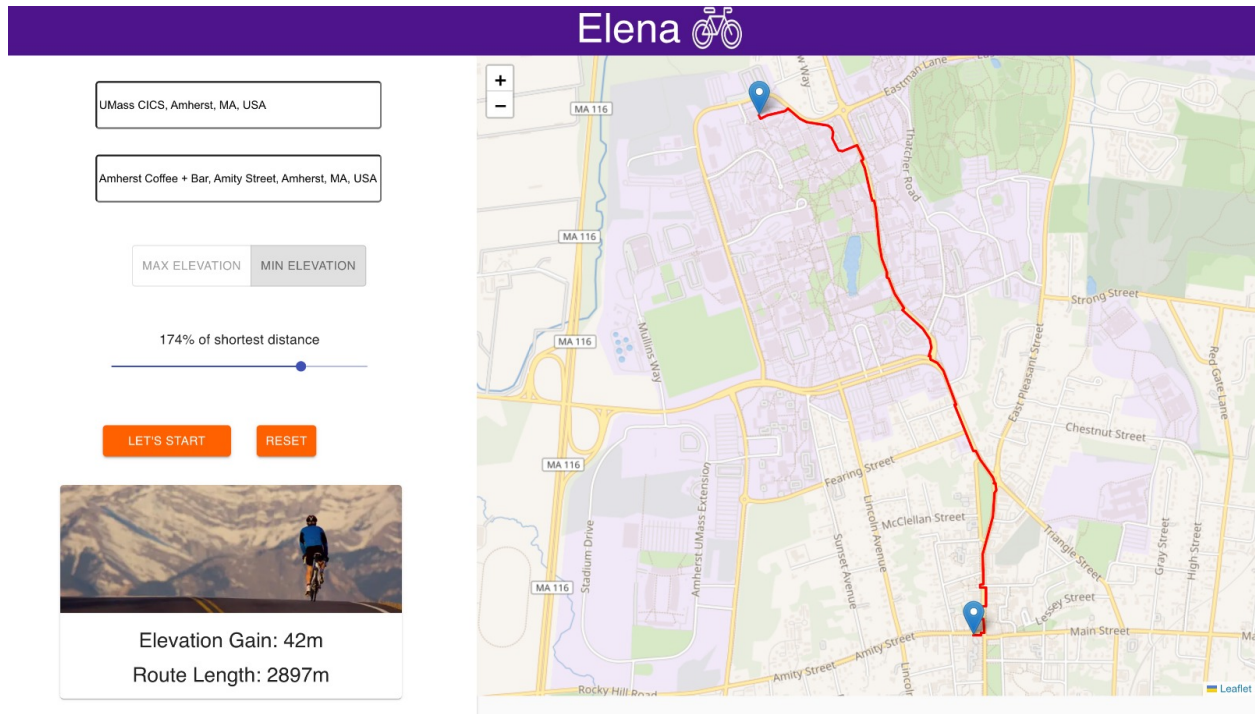 Elena
UMass CICS, Amherst, MA, USA
Amherst Coffee + Bar, Amity Street, Amherst, MA, USA
MAX ELEVATION
MIN ELEVATION
174% of shortest distance
LET'S START
RESET
Elevation Gain: 42m
Route Length: 2897m
+
−
MA 116
Eastman Lane
Thatcher Road
MA 116
Strong Street
MA 116
Mullins Way
East Pleasant Street
Red Gate Lane
Chestnut Street
MA 116
Fearing Street
Lincoln Avenue
McClellan Street
Stadium Drive
Amherst UMass Extension
Sunset Avenue
Triangle Street
Gray Street
High Street
MA 116
Lessey Street
Amity Street
Main Street
Amity Street
Rocky Hill Road
Leaflet